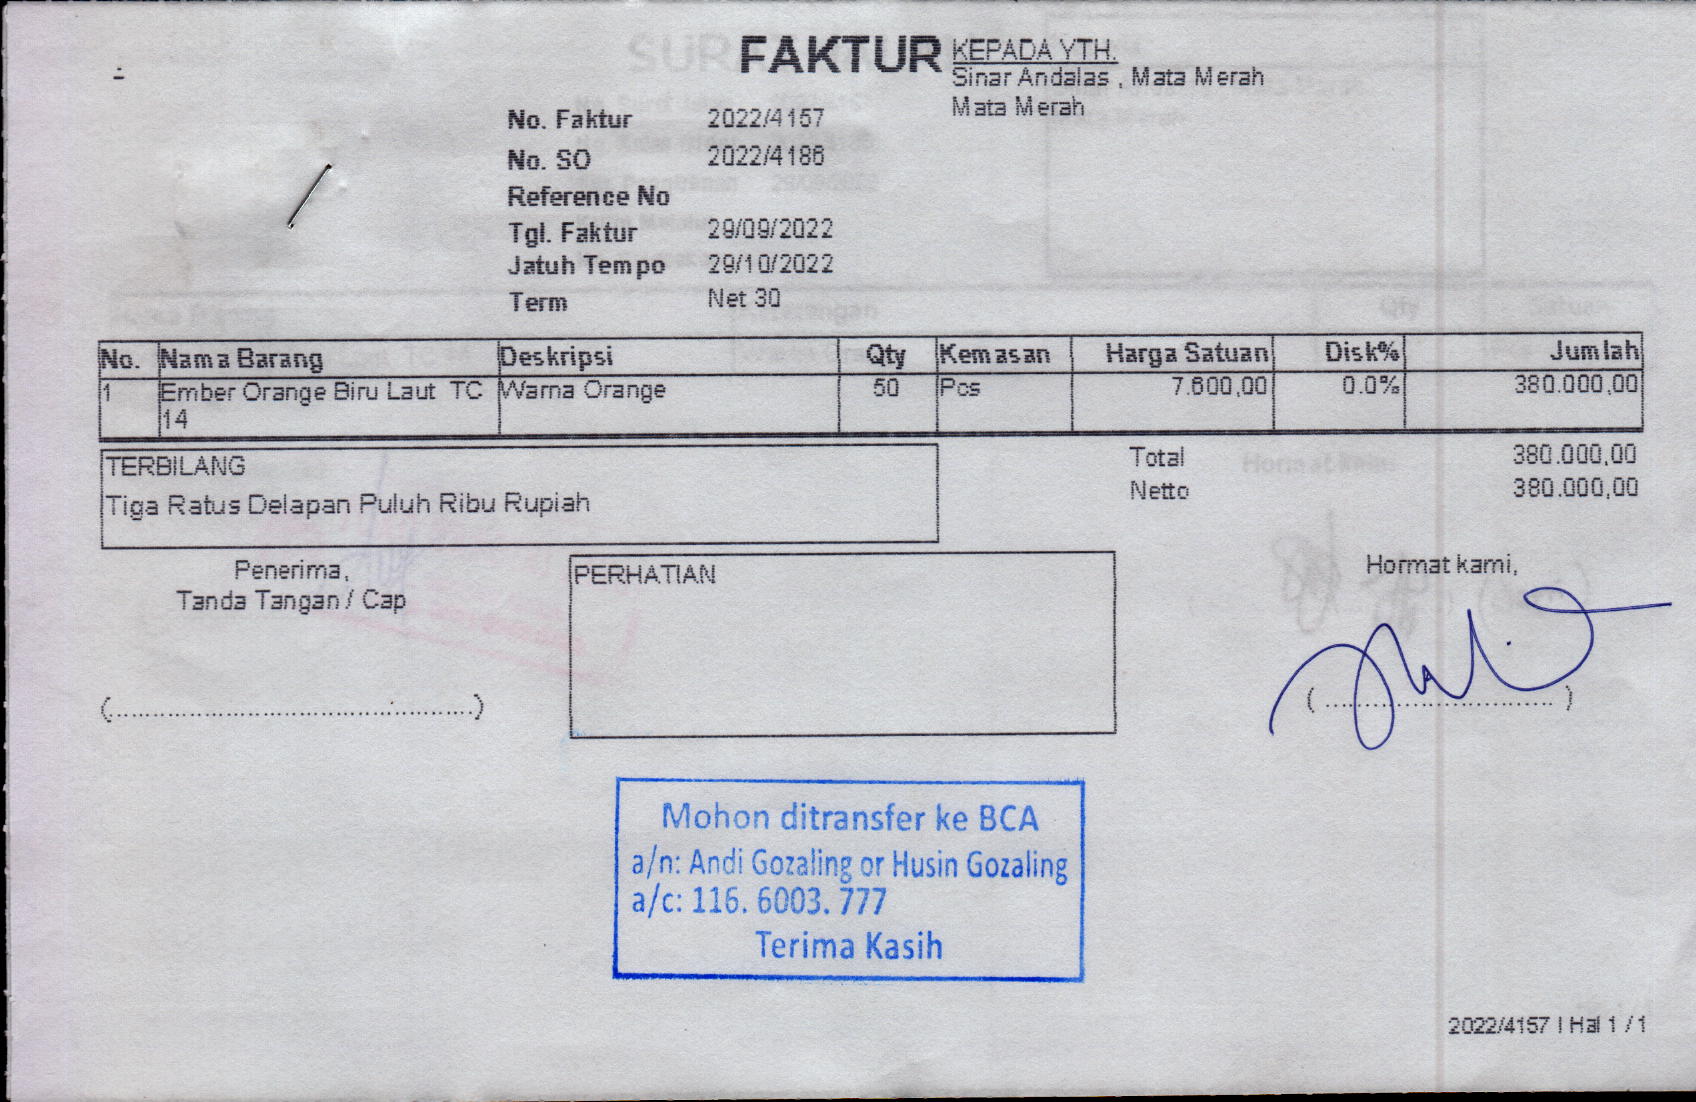 FAKTUR
KEPADA YTH.
Sinar Andalas , Mata Merah
Mata Merah
No. Faktur 2022/4157
No. SO 2022/4186
Reference No
Tgl. Faktur 29/09/2022
Jatuh Tempo 29/10/2022
Term Net 30
No. Nama Barang Deskripsi Qty Kemasan Harga Satuan Disk% Jumlah
1 Ember Orange Biru Laut TC Warna Orange 50 Pcs 7.600,00 0.0% 380.000,00
14
TERBILANG
Tiga Ratus Delapan Puluh Ribu Rupiah
Total 380.000,00
Netto 380.000,00
Penerima,
Tanda Tangan / Cap
PERHATIAN
Hormat kami,
(................................................)
(..............................)
Mohon ditransfer ke BCA
a/n: Andi Gozaling or Husin Gozaling
a/c: 116. 6003. 777
Terima Kasih
2022/4157 | Hal 1 / 1